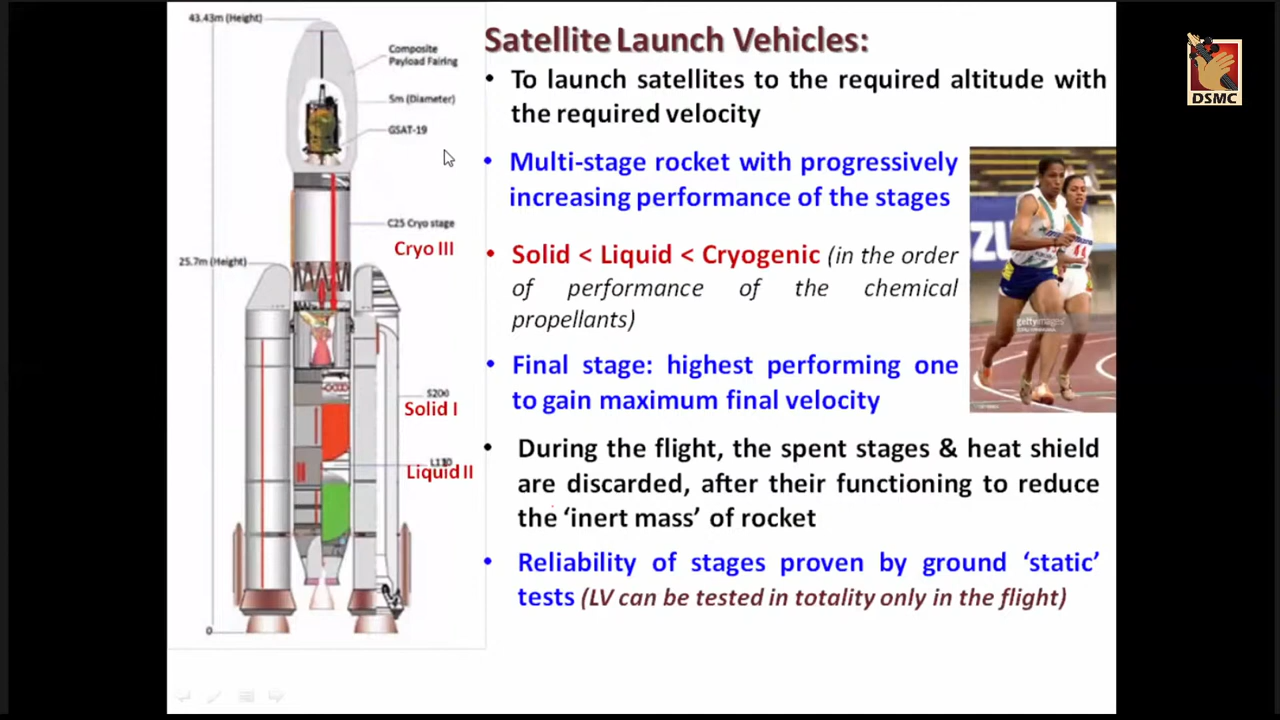 43.43m (Height)
Composite
Payload Fairing
5m (Diameter)
GSAT-19
C25 Cryo stage
Cryo III
25.7m (Height)
S200
Solid I
Liquid II
0
Satellite Launch Vehicles:
• To launch satellites to the required altitude with
the required velocity
• Multi-stage rocket with progressively
increasing performance of the stages
• Solid < Liquid < Cryogenic (in the order
of performance of the chemical
propellants)
• Final stage: highest performing one
to gain maximum final velocity
• During the flight, the spent stages & heat shield
are discarded, after their functioning to reduce
the ‘inert mass’ of rocket
• Reliability of stages proven by ground ‘static’
tests (LV can be tested in totality only in the flight)
gettyimages
DSMC